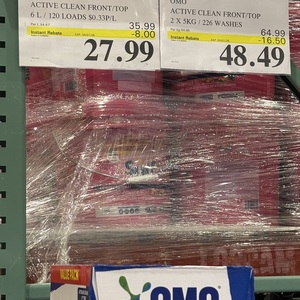 ACTIVE CLEAN FRONT/TOP
6 L / 120 LOADS $0.33P/L
35.99
Instant Rebate
-8.00
27.99
OMO
ACTIVE CLEAN FRONT/TOP
2 X 5KG / 226 WASHES
64.99
Instant Rebate
-16.50
48.49
VALUE PACK
OMO